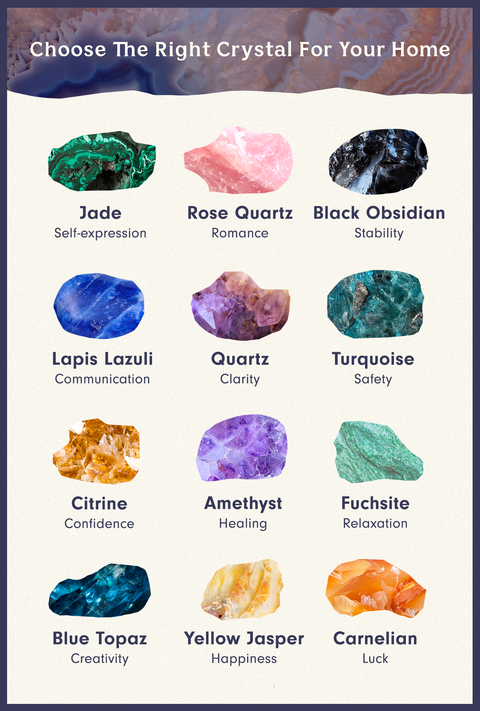 Choose The Right Crystal For Your Home
Jade
Self-expression
Rose Quartz
Romance
Black Obsidian
Stability
Lapis Lazuli
Communication
Quartz
Clarity
Turquoise
Safety
Citrine
Confidence
Amethyst
Healing
Fuchsite
Relaxation
Blue Topaz
Creativity
Yellow Jasper
Happiness
Carnelian
Luck